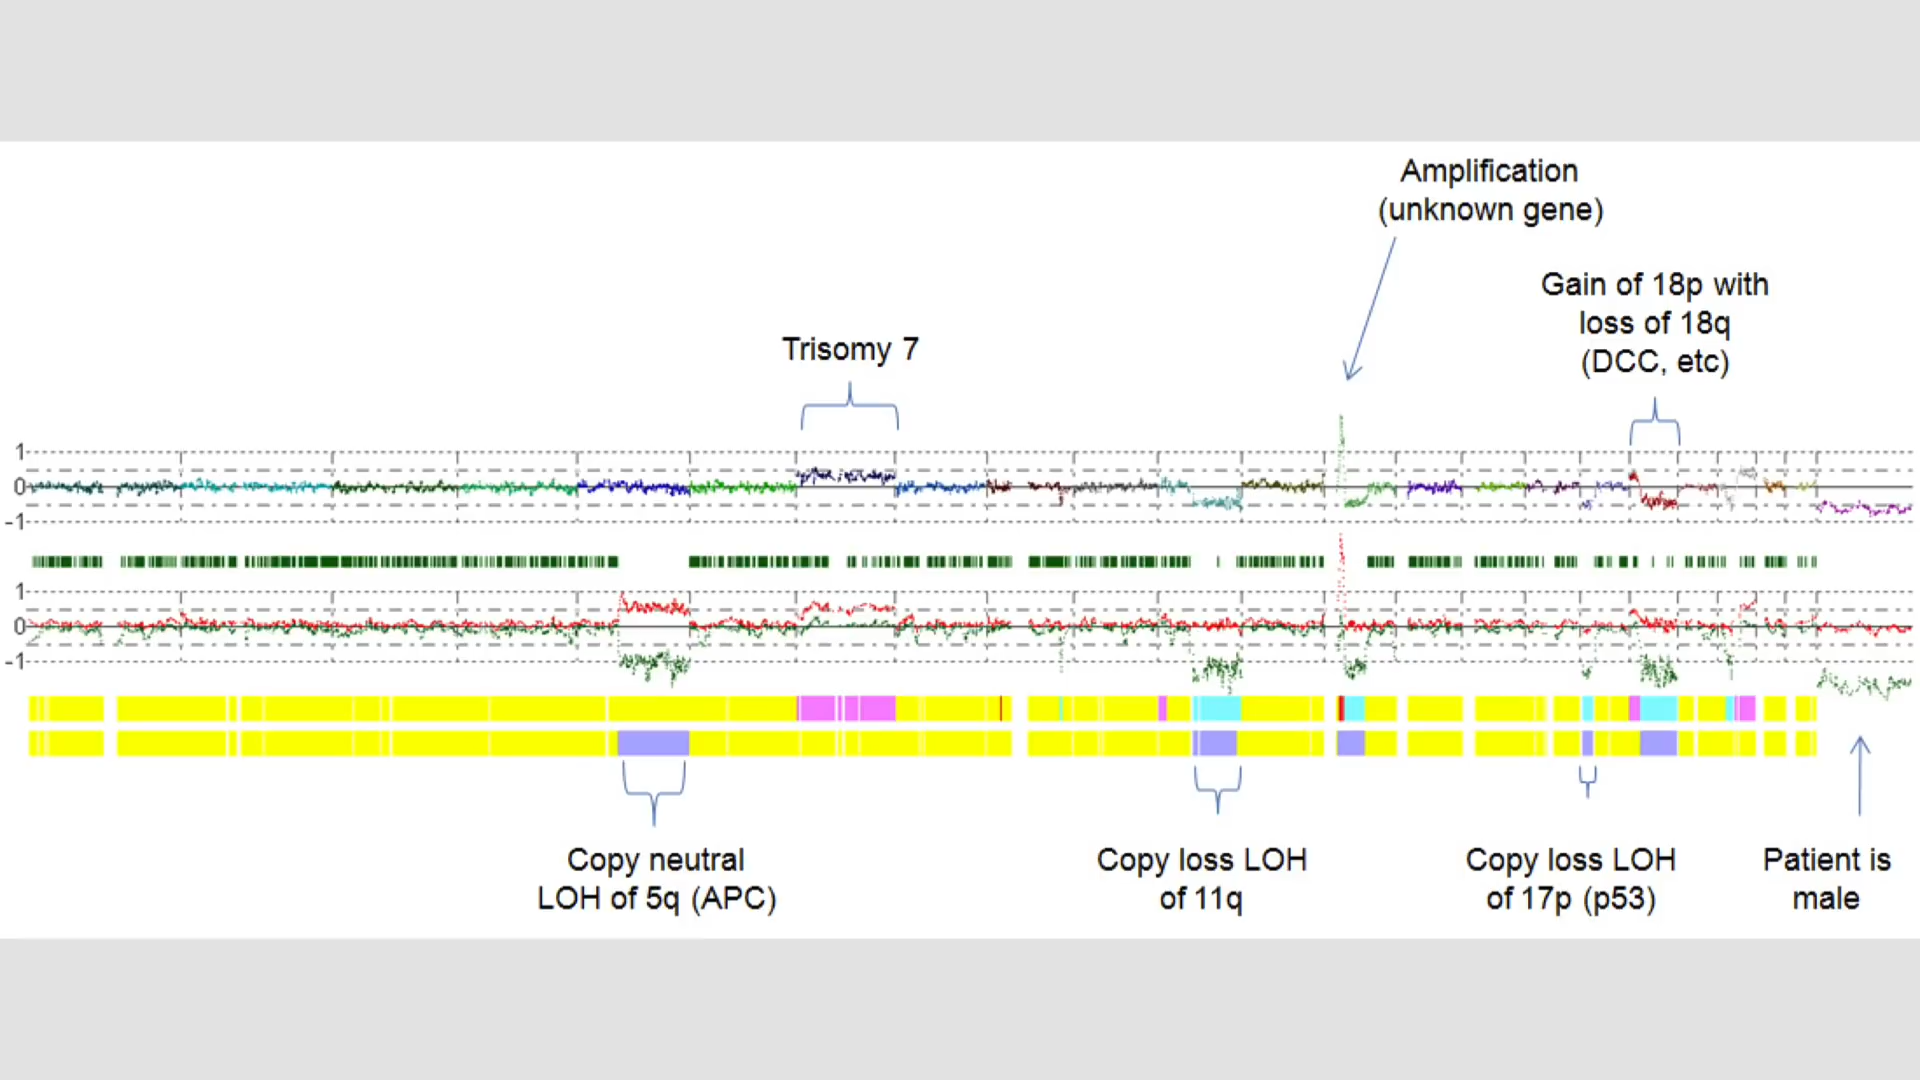 Amplification
(unknown gene)
Gain of 18p with
loss of 18q
(DCC, etc)
Trisomy 7
1
0
-1
1
0
-1
Copy neutral
LOH of 5q (APC)
Copy loss LOH
of 11q
Copy loss LOH
of 17p (p53)
Patient is
male